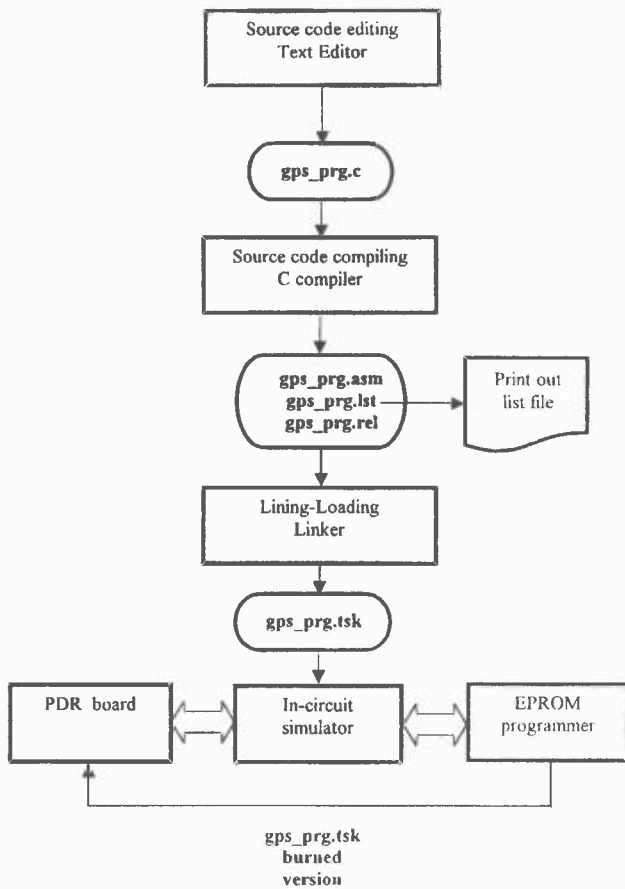 Source code editing
Text Editor
gps_prg.c
Source code compiling
C compiler
gps_prg.asm
gps_prg.lst
gps_prg.rel
Print out
list file
Lining-Loading
Linker
gps_prg.tsk
PDR board
In-circuit
simulator
EPROM
programmer
gps_prg.tsk
burned
version